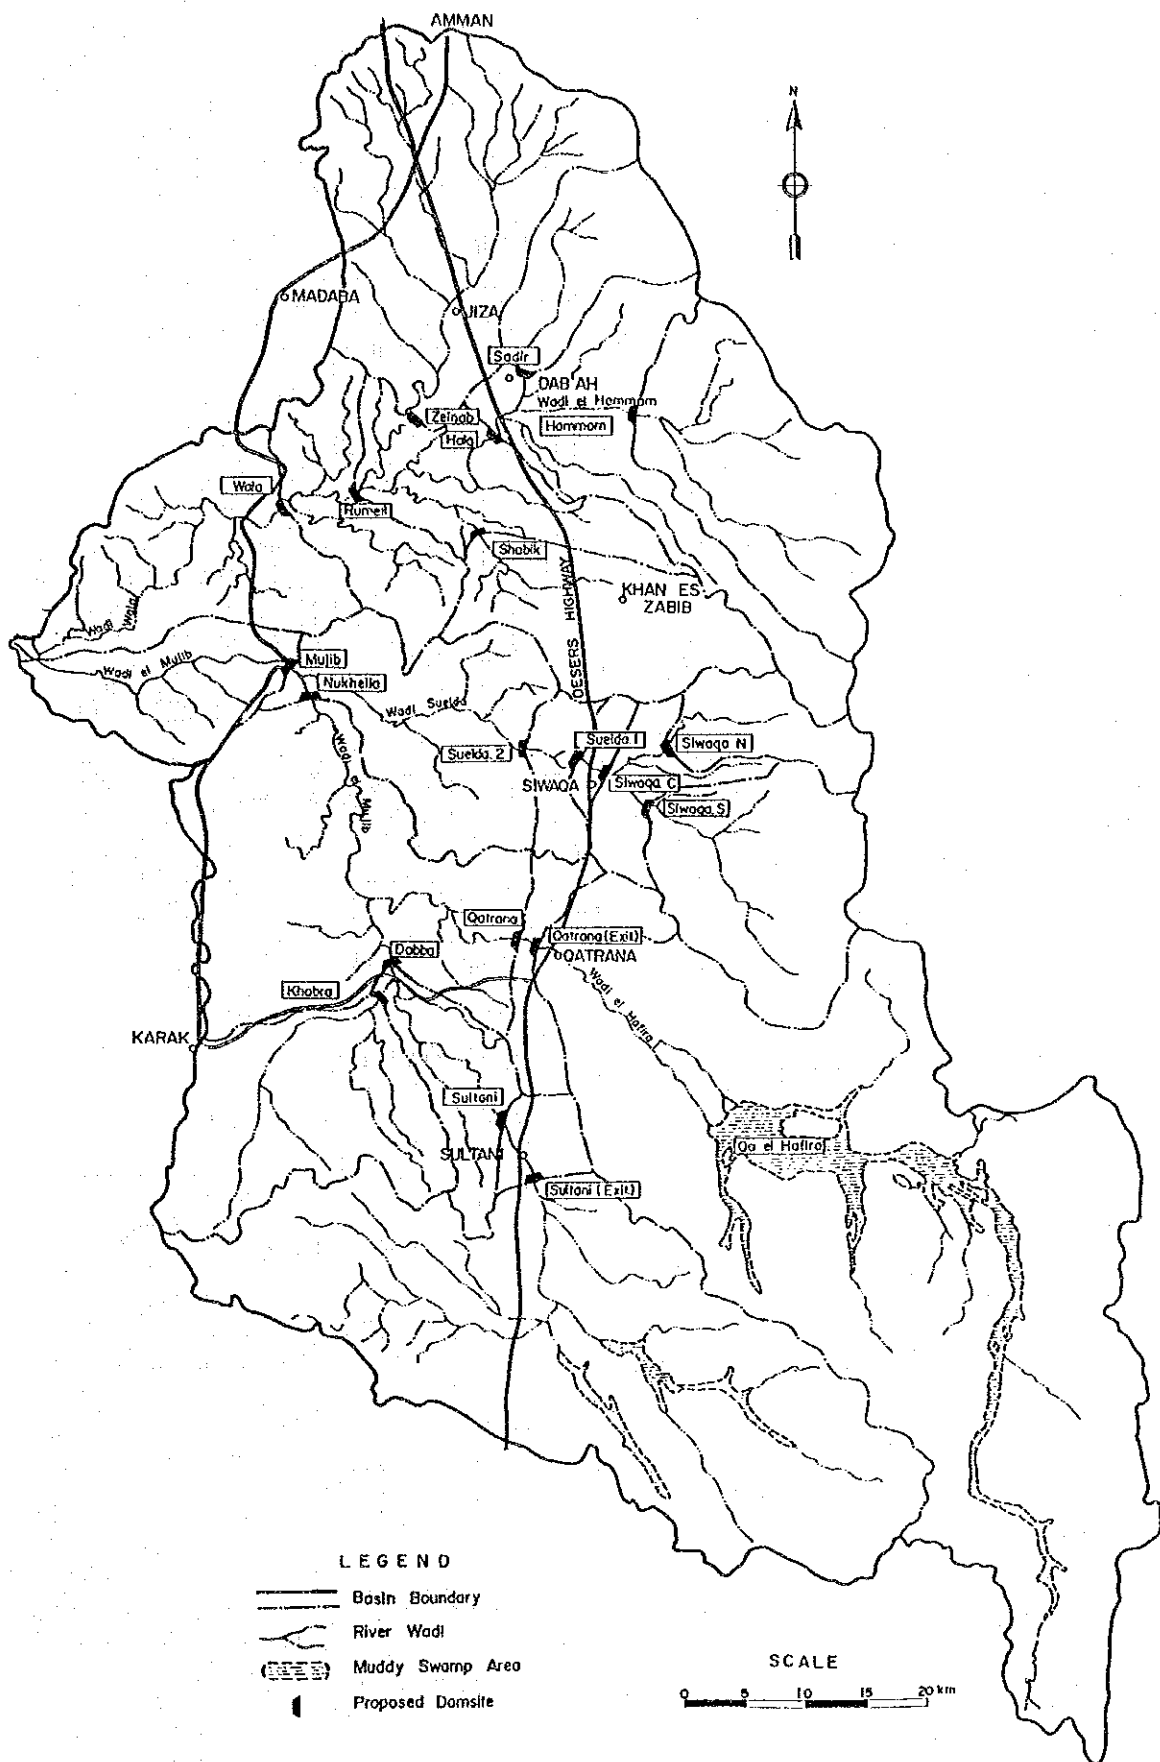 AMMAN
N
MADABA
JIZA
Sadir
DAB'AH
Wadi el Hammam
Zeinab
Hammam
Hala
Wala
Rumeil
Shabik
DESERS HIGHWAY
KHAN ES
ZABIB
Wadi Wala
Wadi el Mujib
Mujib
Nukheila
Wadi Sueida
Wadi el Mujib
Sueida 2
Sueida 1
Siwaqa N
SIWAQA
Siwaqa C
Siwaqa S
Qatrana
Qatrana (Exit)
QATRANA
Dabba
Khabra
Wadi el Hafira
KARAK
Sultani
Qa el Hafira
SULTANI
Sultani (Exit)
LEGEND
Basin Boundary
River Wadi
Muddy Swamp Area
Proposed Damsite
SCALE
0 5 10 15 20 km